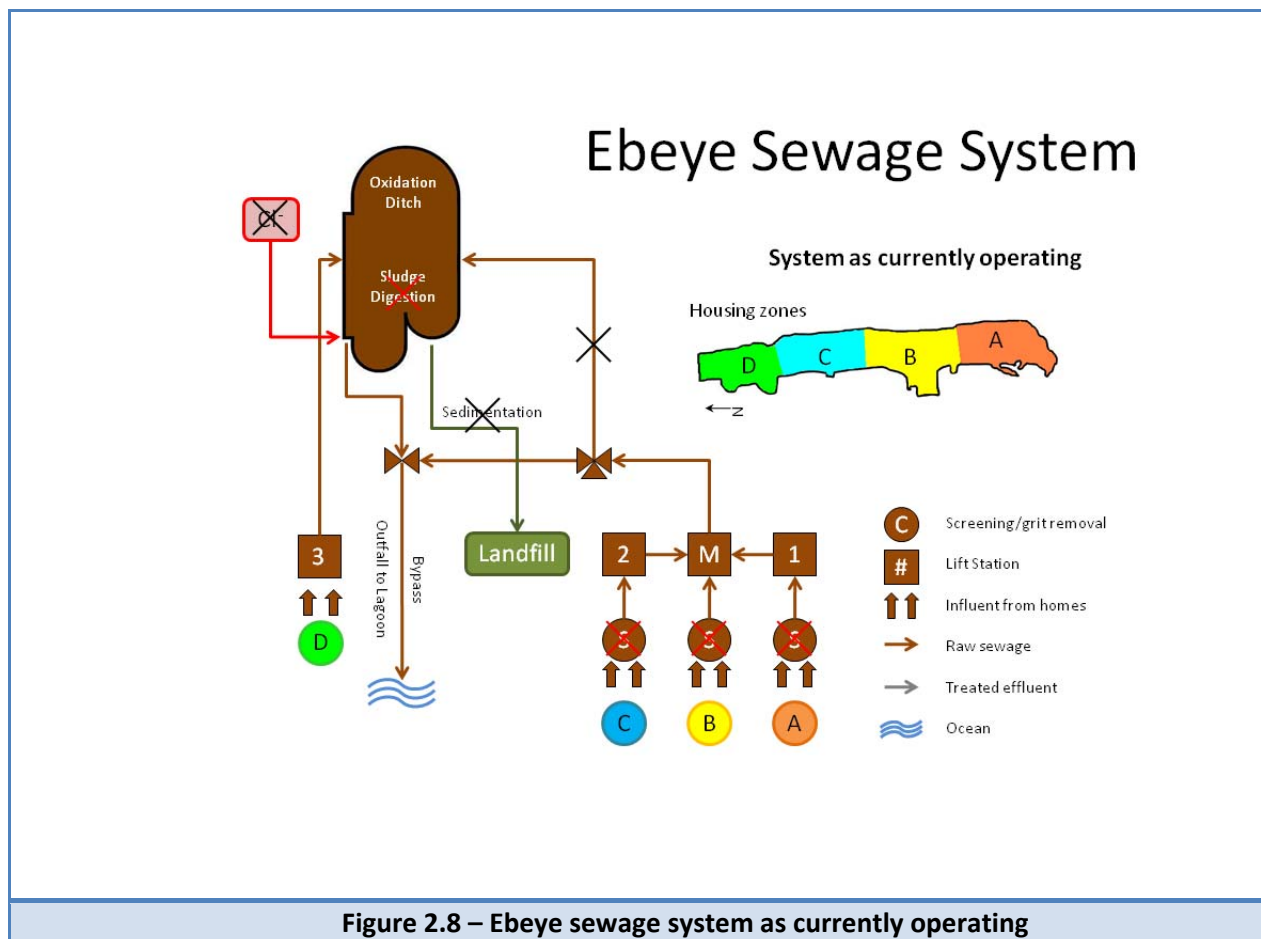 Ebeye Sewage System
Oxidation
Ditch
Cl-
Sludge
Digestion
System as currently operating
Housing zones
A
B
C
D
N
Sedimentation
3
Outfall to Lagoon
Bypass
Landfill
2
M
1
D
S
S
S
C
B
A
C
Screening/grit removal
#
Lift Station
Influent from homes
Raw sewage
Treated effluent
Ocean
Figure 2.8 – Ebeye sewage system as currently operating